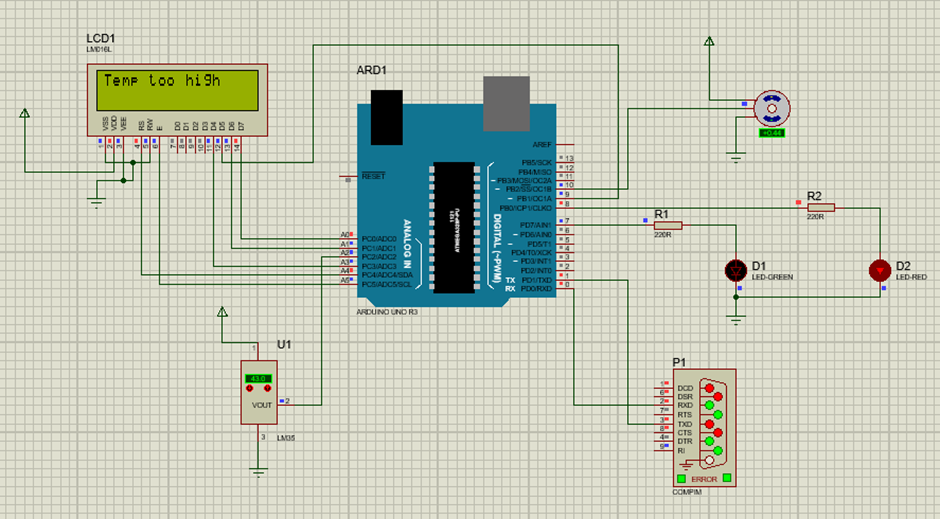 LCD1
LM016L
Temp too high
VSS
VDD
VEE
RS
RW
E
D0
D1
D2
D3
D4
D5
D6
D7
1
2
3
4
5
6
7
8
9
10
11
12
13
14
ARD1
RESET
ANALOG IN
A0
A1
A2
A3
A4
A5
PC0/ADC0
PC1/ADC1
PC2/ADC2
PC3/ADC3
PC4/ADC4/SDA
PC5/ADC5/SCL
1121
ATMEGA328P-PU
DIGITAL (~PWM)
AREF
PB5/SCK 13
PB4/MISO 12
~PB3/MOSI/OC2A 11
~PB2/SS/OC1B 10
~PB1/OC1A 9
PB0/ICP1/CLKO 8
PD7/AIN1 7
~PD6/AIN0 6
~PD5/T1 5
PD4/T0/XCK 4
~PD3/INT1 3
PD2/INT0 2
TX PD1/TXD 1
RX PD0/RXD 0
ARDUINO UNO R3
R1
220R
R2
220R
D1
LED-GREEN
D2
LED-RED
U1
1
43.0
VOUT
2
3
LM35
P1
1 DCD
6 DSR
2 RXD
7 RTS
3 TXD
8 CTS
4 DTR
9 RI
ERROR
COMPIM